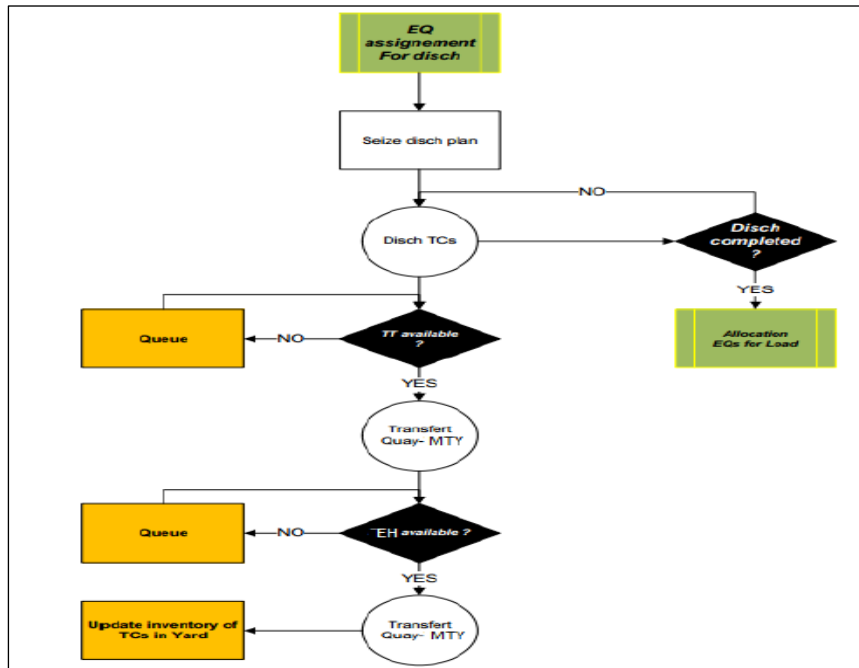 EQ
assignement
For disch
Seize disch plan
NO
Disch TCs
Disch
completed
?
YES
Queue
NO
TT available
?
Allocation
EQs for Load
YES
Transfert
Quay- MTY
Queue
NO
EH available ?
YES
Update inventory of
TCs in Yard
Transfert
Quay- MTY